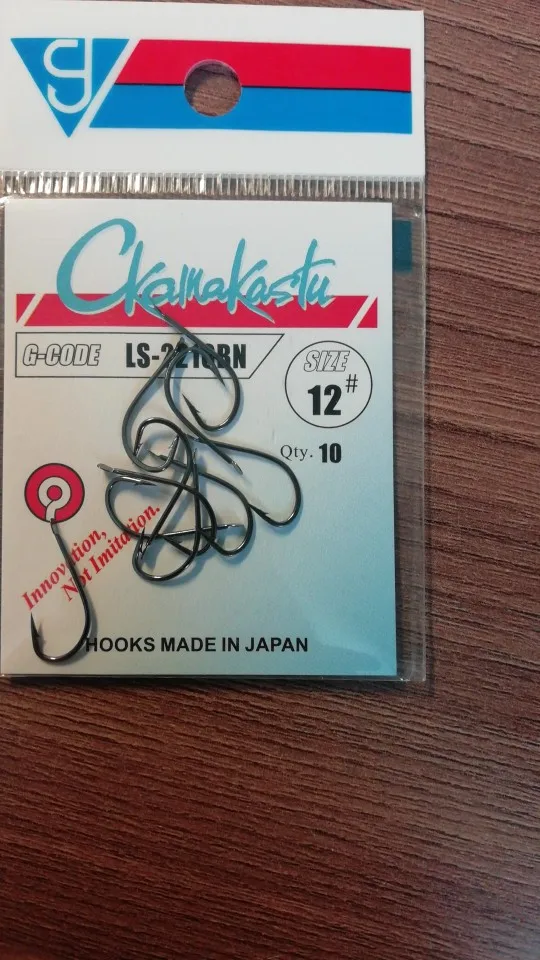 Ckamakastu
G-CODE
SIZE
12#
Qty. 10
Innovation,
Not Imitation.
HOOKS MADE IN JAPAN